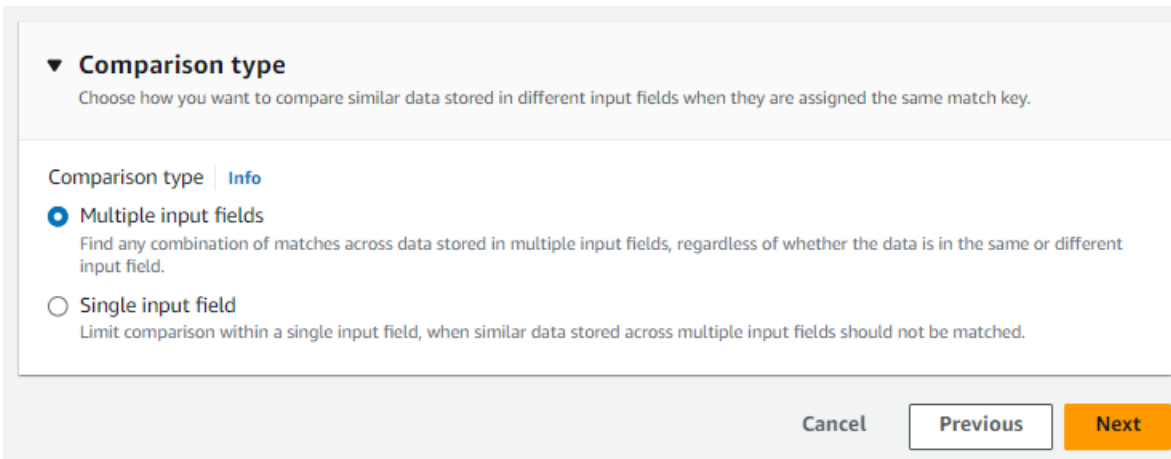 Comparison type
Choose how you want to compare similar data stored in different input fields when they are assigned the same match key.
Comparison type Info
Multiple input fields
Find any combination of matches across data stored in multiple input fields, regardless of whether the data is in the same or different
input field.
Single input field
Limit comparison within a single input field, when similar data stored across multiple input fields should not be matched.
Cancel Previous Next